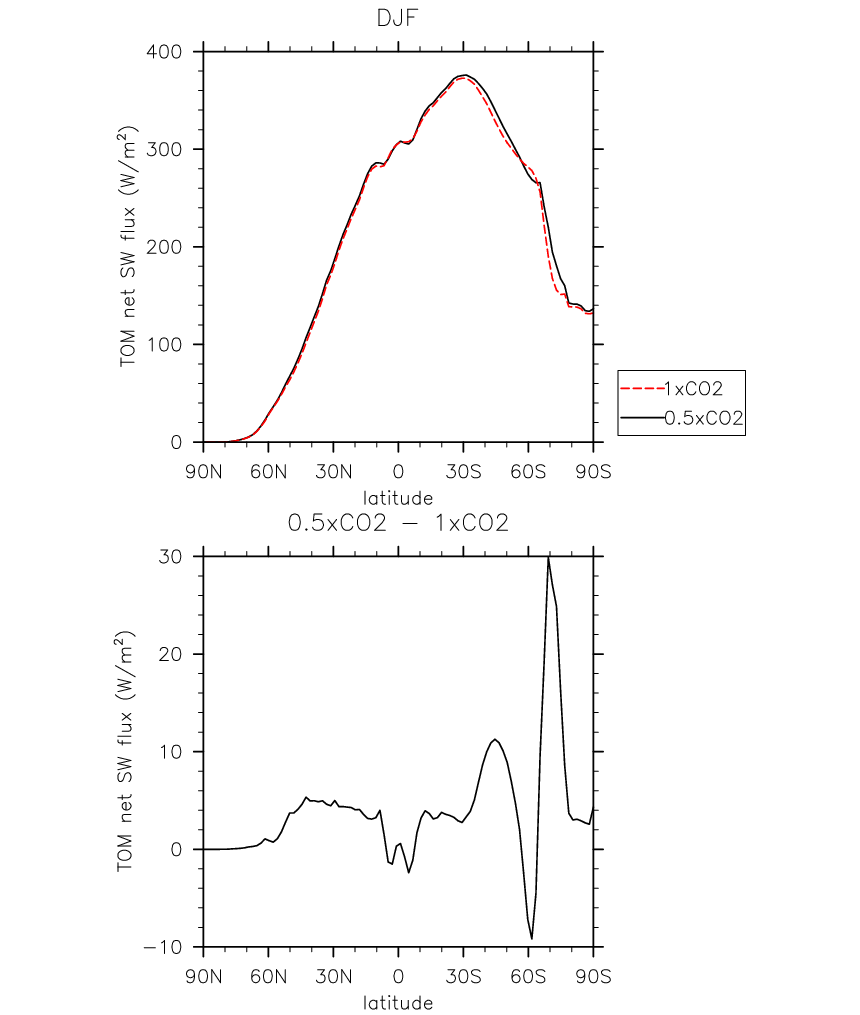 DJF
400
300
200
100
0
TOM net SW flux (W/m²)
90N 60N 30N 0 30S 60S 90S
latitude
1xCO2
0.5xCO2
0.5xCO2 − 1xCO2
30
20
10
0
−10
TOM net SW flux (W/m²)
90N 60N 30N 0 30S 60S 90S
latitude